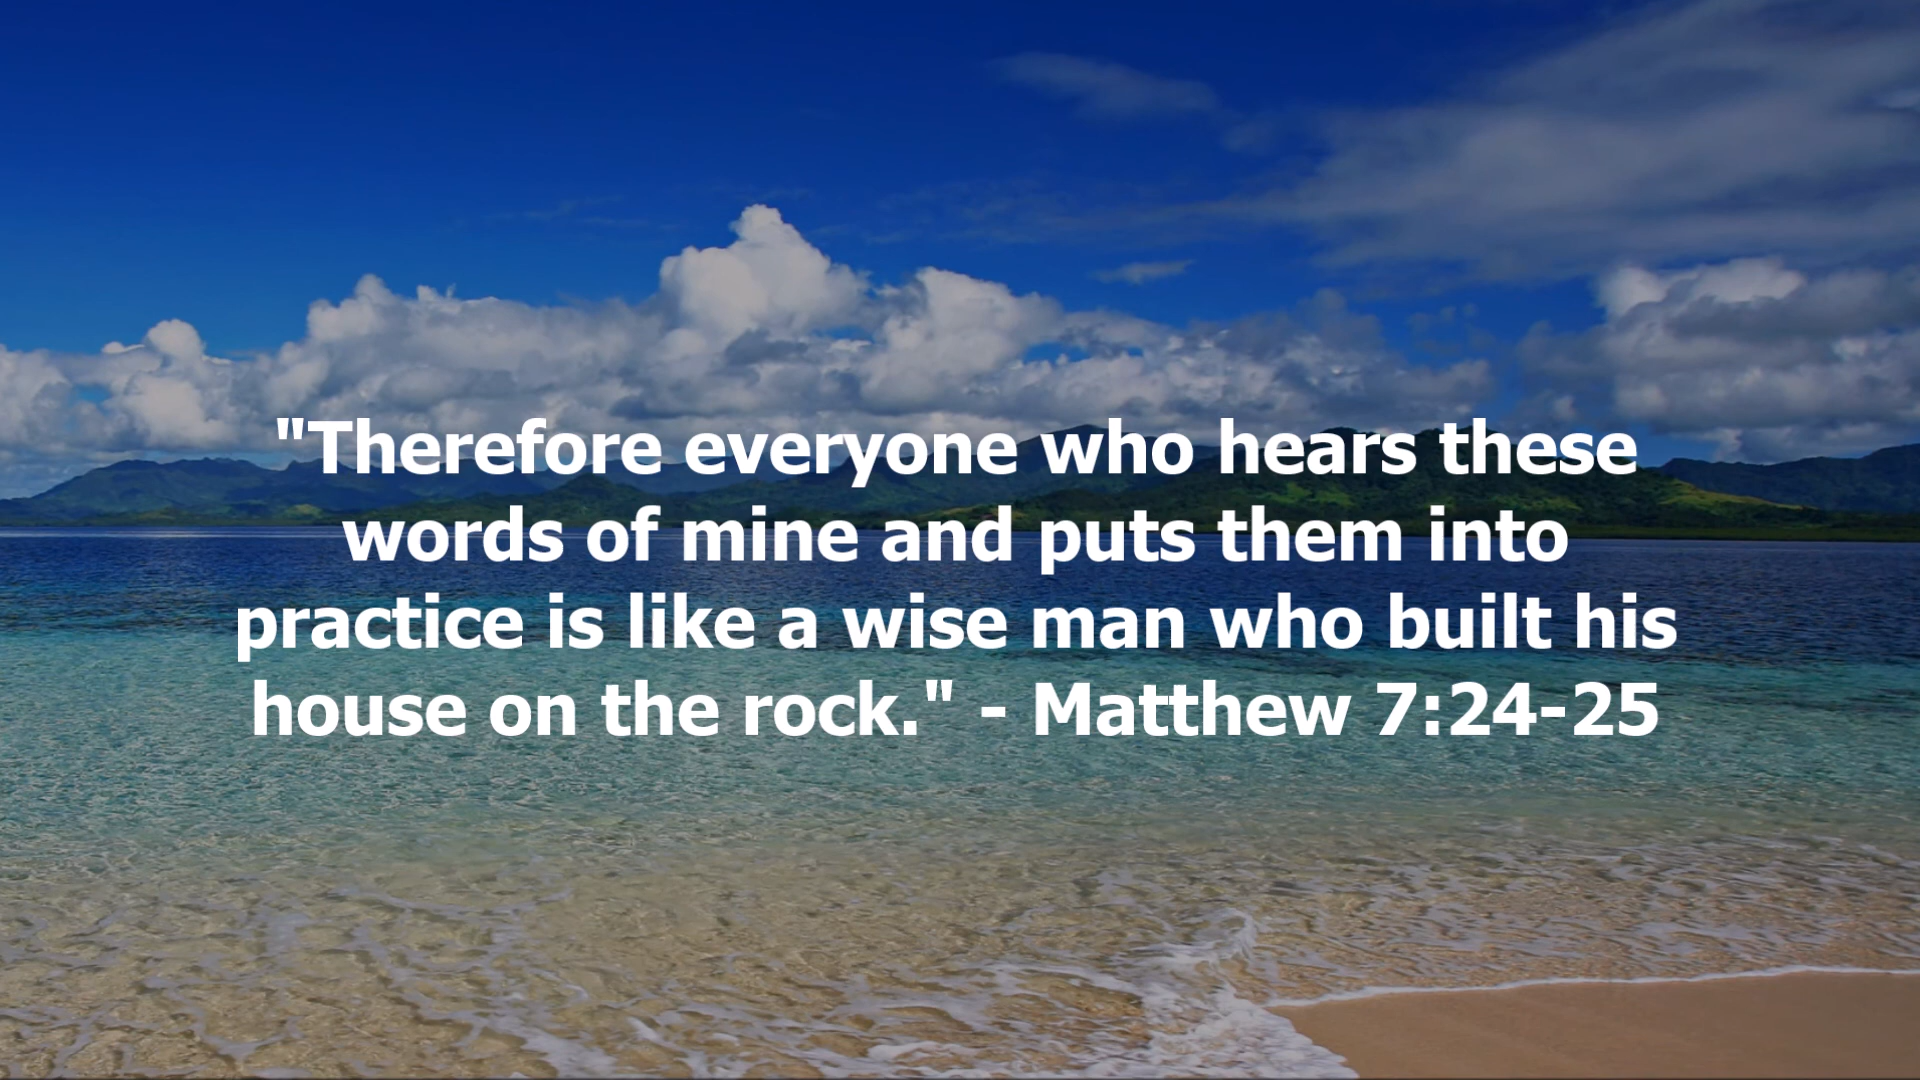 "Therefore everyone who hears these
words of mine and puts them into
practice is like a wise man who built his
house on the rock." - Matthew 7:24-25